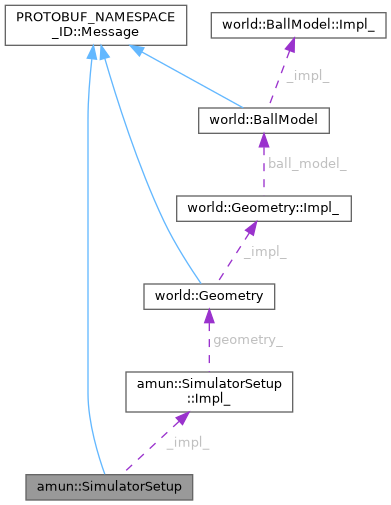 PROTOBUF_NAMESPACE
_ID::Message
world::BallModel::Impl_
_impl_
world::BallModel
ball_model_
world::Geometry::Impl_
_impl_
world::Geometry
geometry_
amun::SimulatorSetup
::Impl_
_impl_
amun::SimulatorSetup